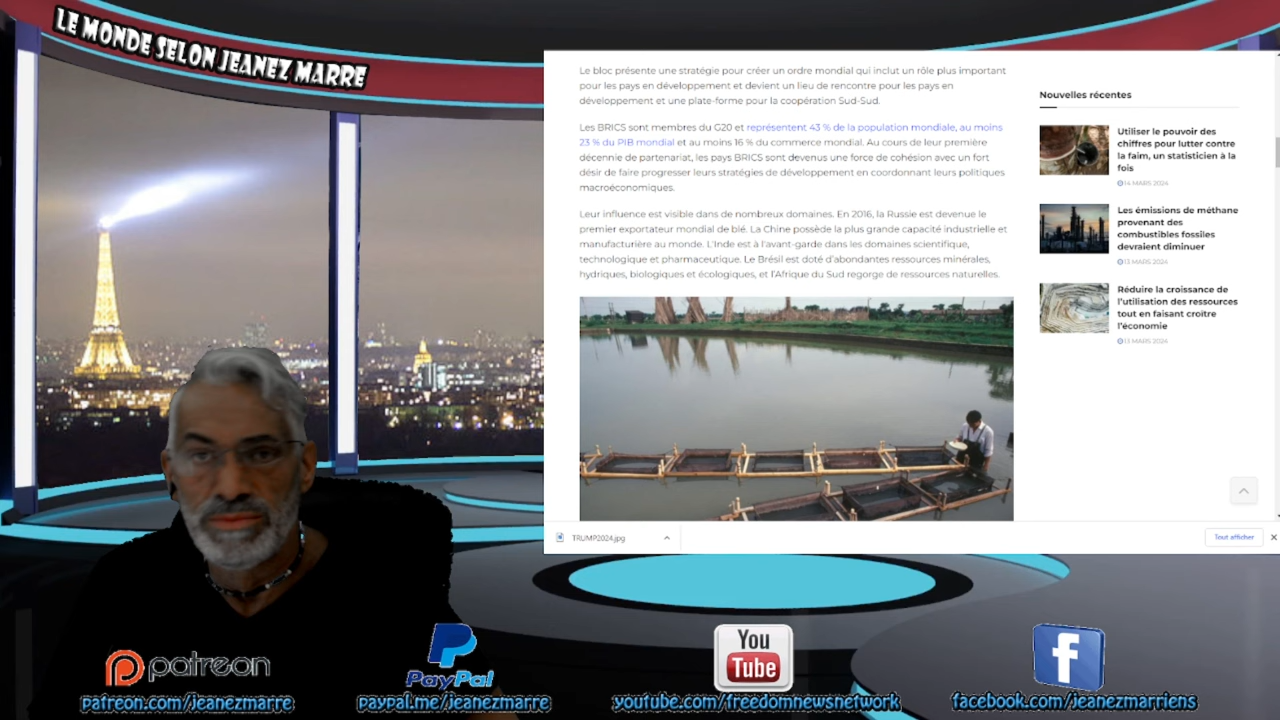 LE MONDE SELON JEANEZ MARRE
Le bloc présente une stratégie pour créer un ordre mondial qui inclut un rôle plus important
pour les pays en développement et devient un lieu de rencontre pour les pays en
développement et une plate-forme pour la coopération Sud-Sud.
Les BRICS sont membres du G20 et représentent 43 % de la population mondiale, au moins
23 % du PIB mondial et au moins 16 % du commerce mondial. Au cours de leur première
décennie de partenariat, les pays BRICS sont devenus une force de cohésion avec un fort
désir de faire progresser leurs stratégies de développement en coordonnant leurs politiques
macroéconomiques.
Leur influence est visible dans de nombreux domaines. En 2016, la Russie est devenue le
premier exportateur mondial de blé. La Chine possède la plus grande capacité industrielle et
manufacturière au monde. L'Inde est à l'avant-garde dans les domaines scientifique,
technologique et pharmaceutique. Le Brésil est doté d'abondantes ressources minérales,
hydriques, biologiques et écologiques, et l'Afrique du Sud regorge de ressources naturelles.
Nouvelles récentes
Utiliser le pouvoir des
chiffres pour lutter contre
la faim, un statisticien à la
fois
14 MARS 2024
Les émissions de méthane
provenant des
combustibles fossiles
devraient diminuer
13 MARS 2024
Réduire la croissance de
l'utilisation des ressources
tout en faisant croître
l'économie
13 MARS 2024
TRUMP2024.jpg
Tout afficher
patreon
patreon.com/jeanezmarre
PayPal
paypal.me/jeanezmarre
You
Tube
youtube.com/freedomnewsnetwork
f
facebook.com/jeanezmarriens